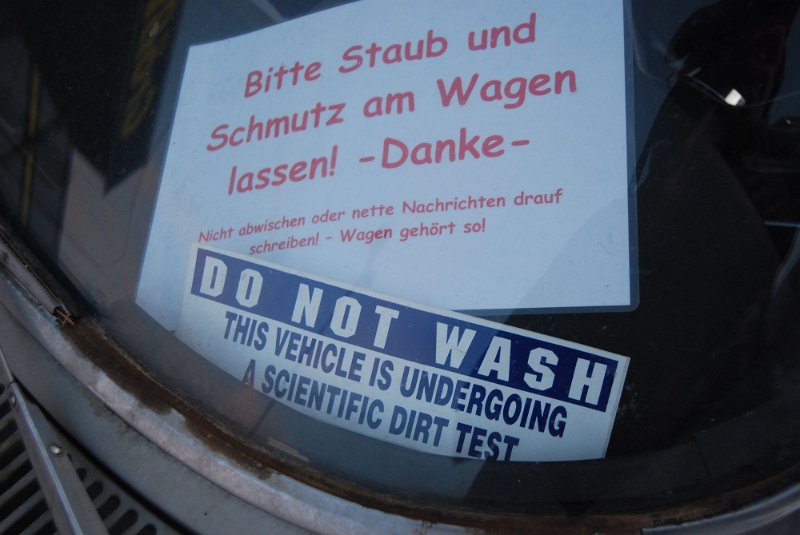 Bitte Staub und
Schmutz am Wagen
lassen! -Danke-
Nicht abwischen oder nette Nachrichten drauf
schreiben! - Wagen gehört so!
DO NOT WASH
THIS VEHICLE IS UNDERGOING
A SCIENTIFIC DIRT TEST